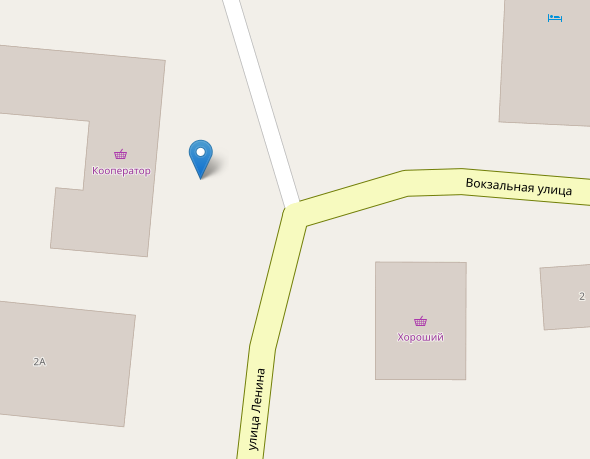 Кооператор
Вокзальная улица
2
Хороший
2А
улица Ленина